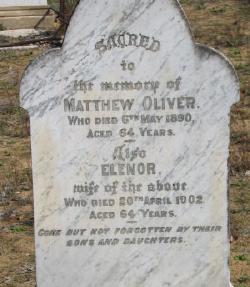 SACRED
to
the memory of
MATTHEW OLIVER.
WHO DIED 6TH MAY 1890,
AGED 64 YEARS.
Also
ELENOR,
wife of the above
WHO DIED 20TH APRIL 1902
AGED 64 YEARS.
GONE BUT NOT FORGOTTEN BY THEIR
SONS AND DAUGHTERS.